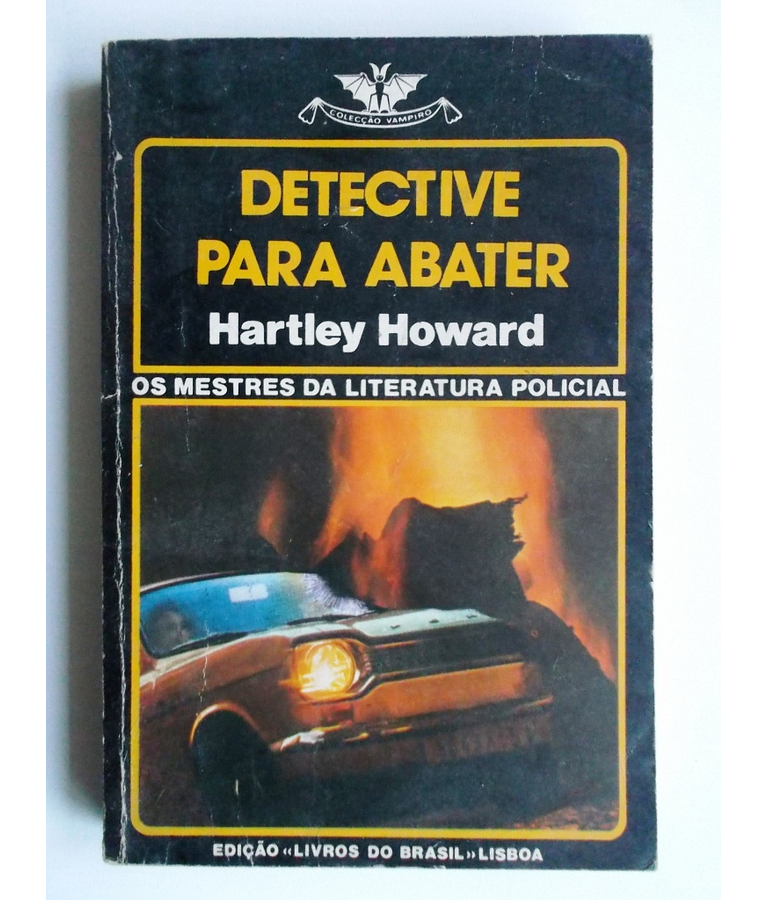 COLECÇÃO VAMPIRO
DETECTIVE
PARA ABATER
Hartley Howard
OS MESTRES DA LITERATURA POLICIAL
EDIÇÃO «LIVROS DO BRASIL» LISBOA